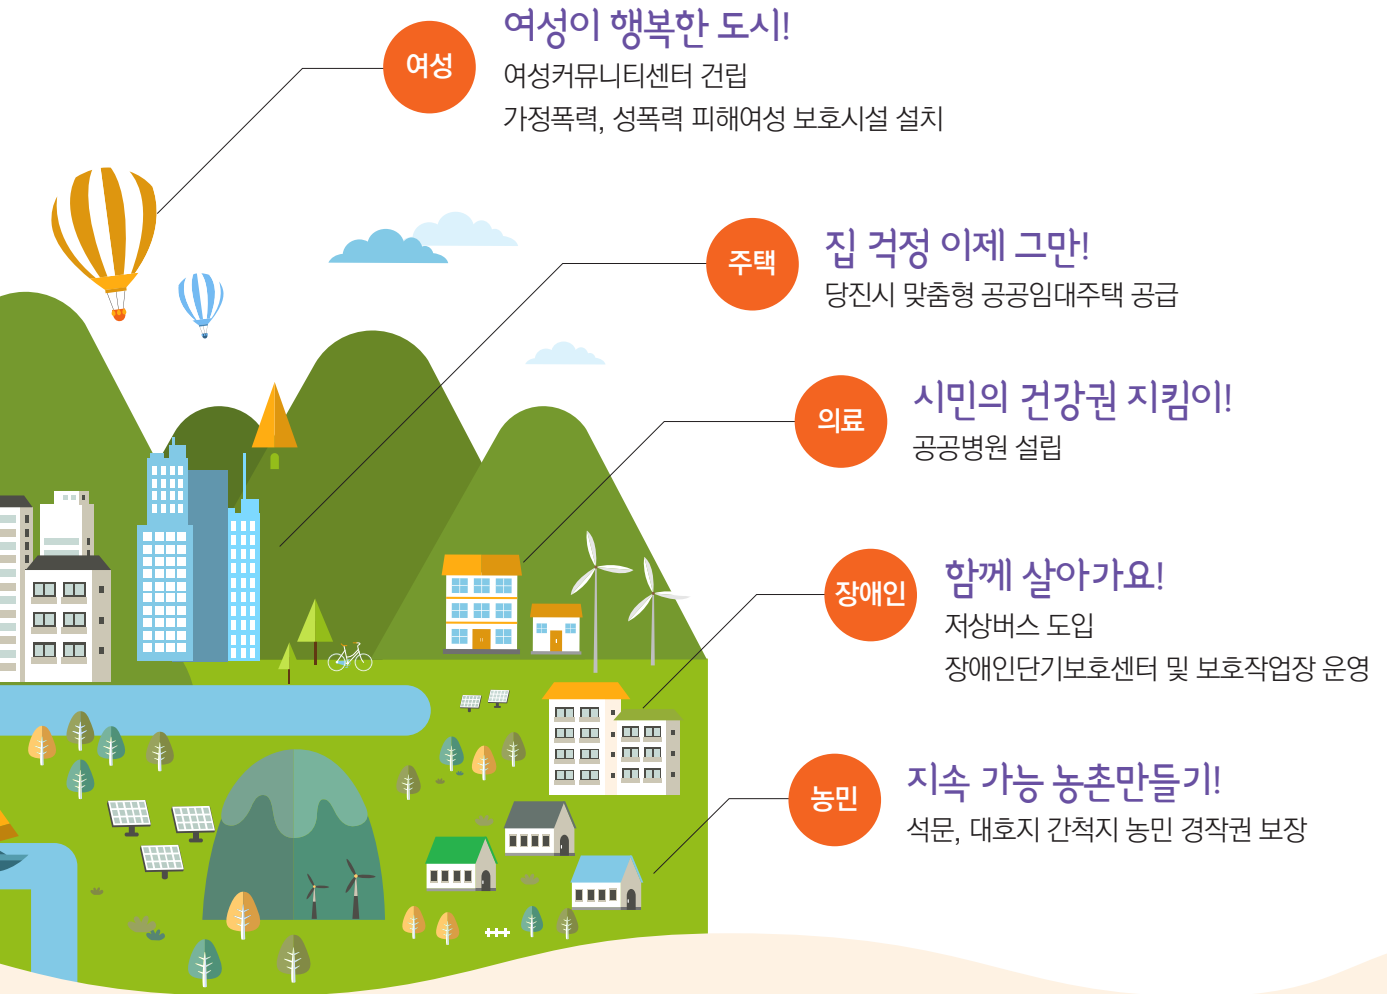 여성
여성이 행복한 도시!
여성커뮤니티센터 건립
가정폭력, 성폭력 피해여성 보호시설 설치
주택
집 걱정 이제 그만!
당진시 맞춤형 공공임대주택 공급
의료
시민의 건강권 지킴이!
공공병원 설립
장애인
함께 살아가요!
저상버스 도입
장애인단기보호센터 및 보호작업장 운영
농민
지속 가능 농촌만들기!
석문, 대호지 간척지 농민 경작권 보장